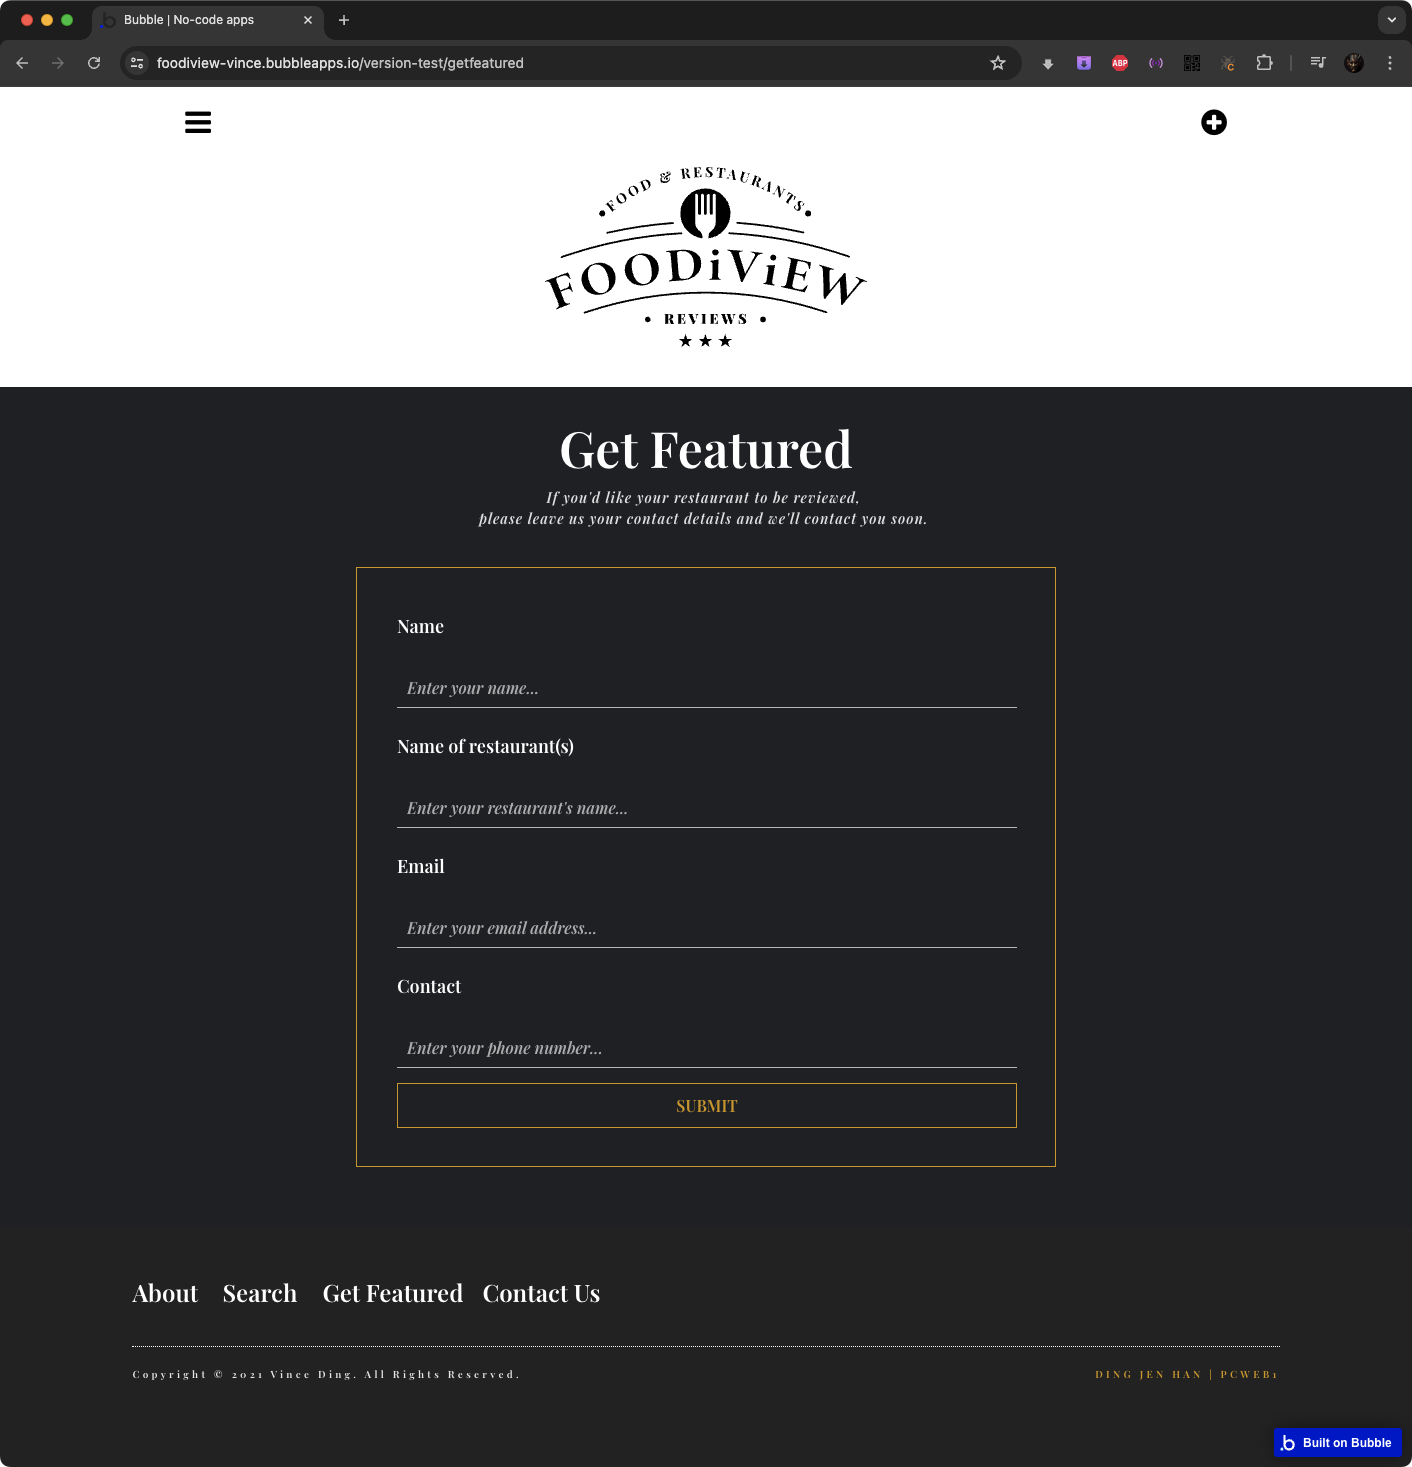 Bubble | No-code apps
foodiview-vince.bubbleapps.io/version-test/getfeatured
ABP
C
FOOD & RESTAURANTS
FOODiViEW
REVIEWS
Get Featured
If you'd like your restaurant to be reviewed,
please leave us your contact details and we'll contact you soon.
Name
Enter your name...
Name of restaurant(s)
Enter your restaurant's name...
Email
Enter your email address...
Contact
Enter your phone number...
SUBMIT
About Search Get Featured Contact Us
Copyright © 2021 Vince Ding. All Rights Reserved.
DING JEN HAN | PCWEB1
b Built on Bubble